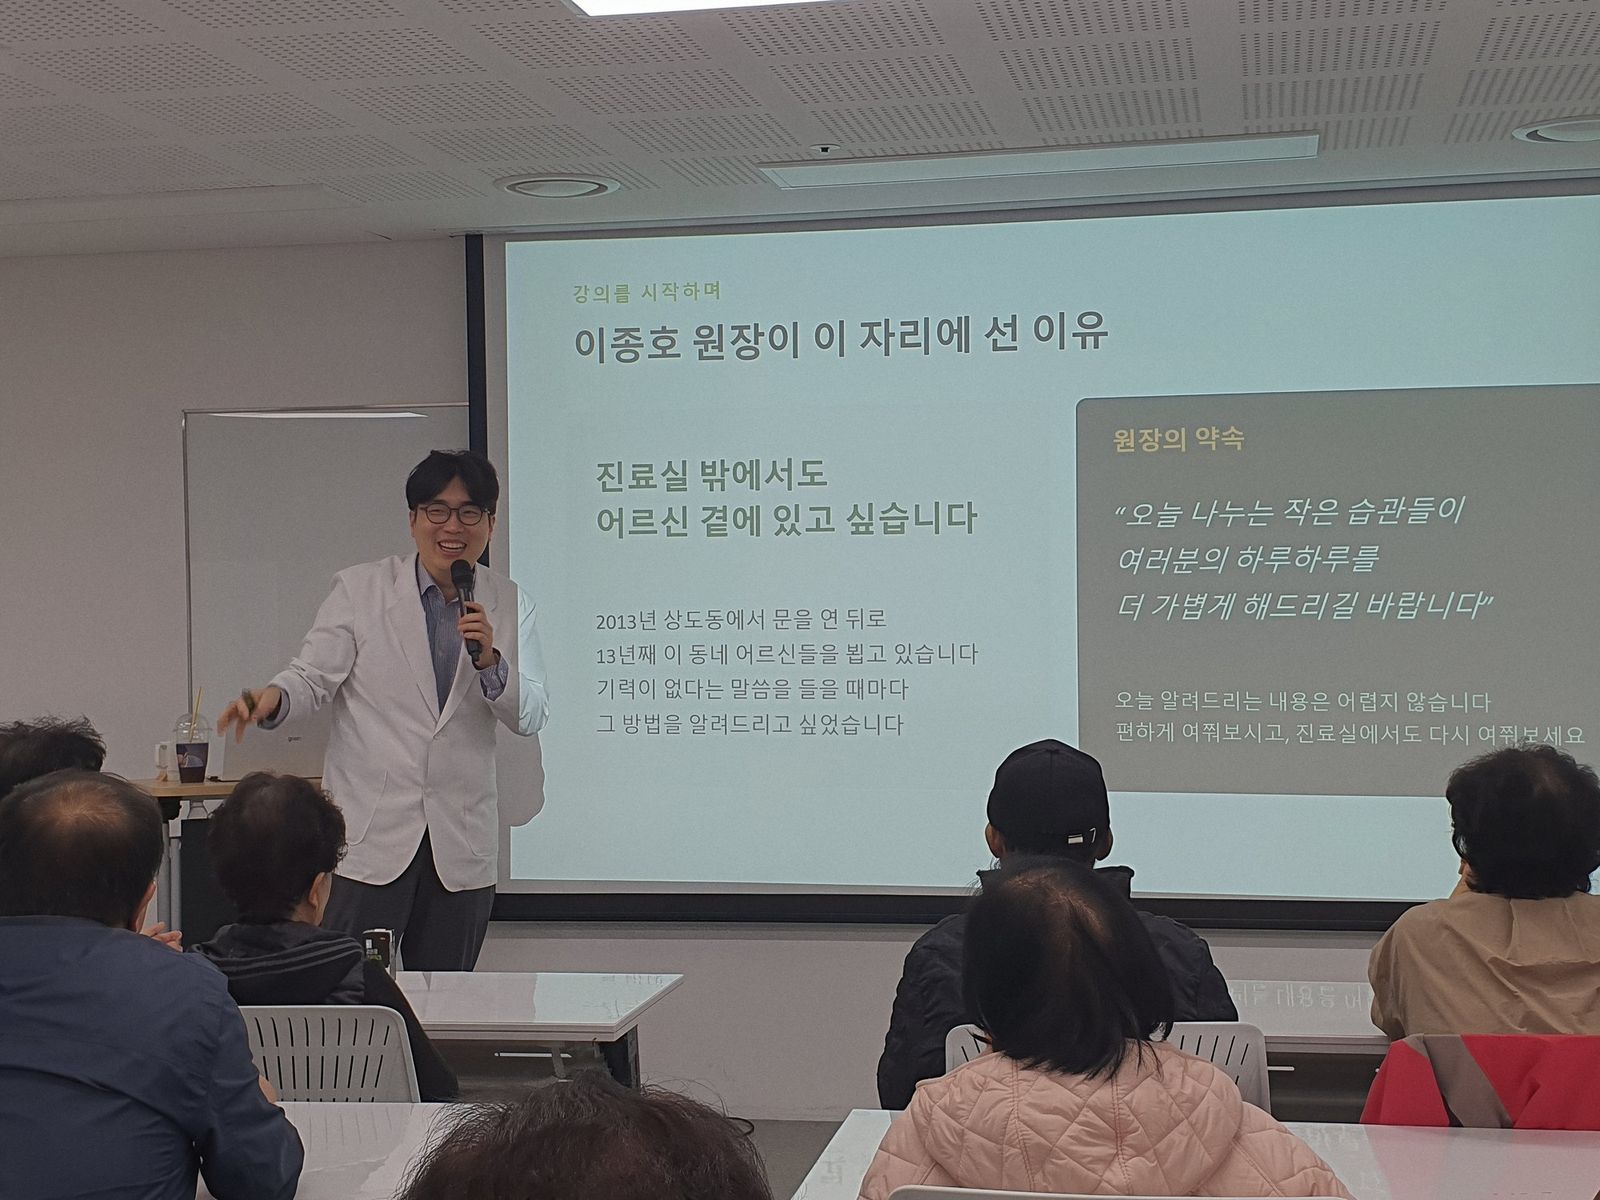 강의를 시작하며
이종호 원장이 이 자리에 선 이유
진료실 밖에서도
어르신 곁에 있고 싶습니다
2013년 상도동에서 문을 연 뒤로
13년째 이 동네 어르신들을 뵙고 있습니다
기력이 없다는 말씀을 들을 때마다
그 방법을 알려드리고 싶었습니다
원장의 약속
“오늘 나누는 작은 습관들이
여러분의 하루하루를
더 가볍게 해드리길 바랍니다”
오늘 알려드리는 내용은 어렵지 않습니다
편하게 여쭤보시고, 진료실에서도 다시 여쭤보세요
gram